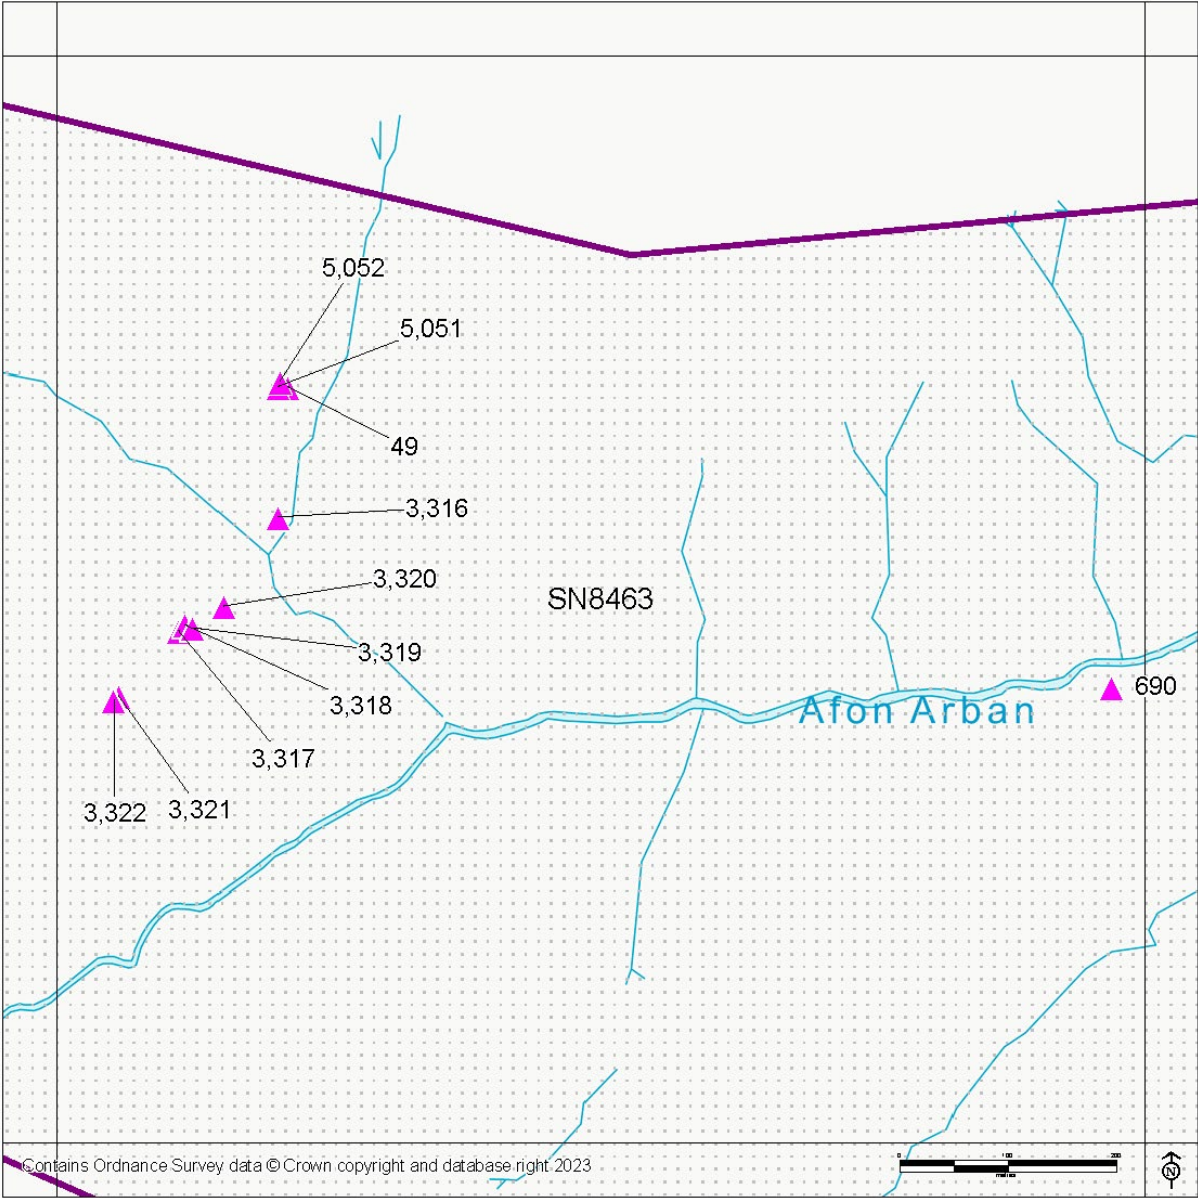 5,052
5,051
49
3,316
3,320
SN8463
3,319
690
3,318
Afon Arban
3,317
3,322
3,321
Contains Ordnance Survey data © Crown copyright and database right 2023
0 100 200
metres
N